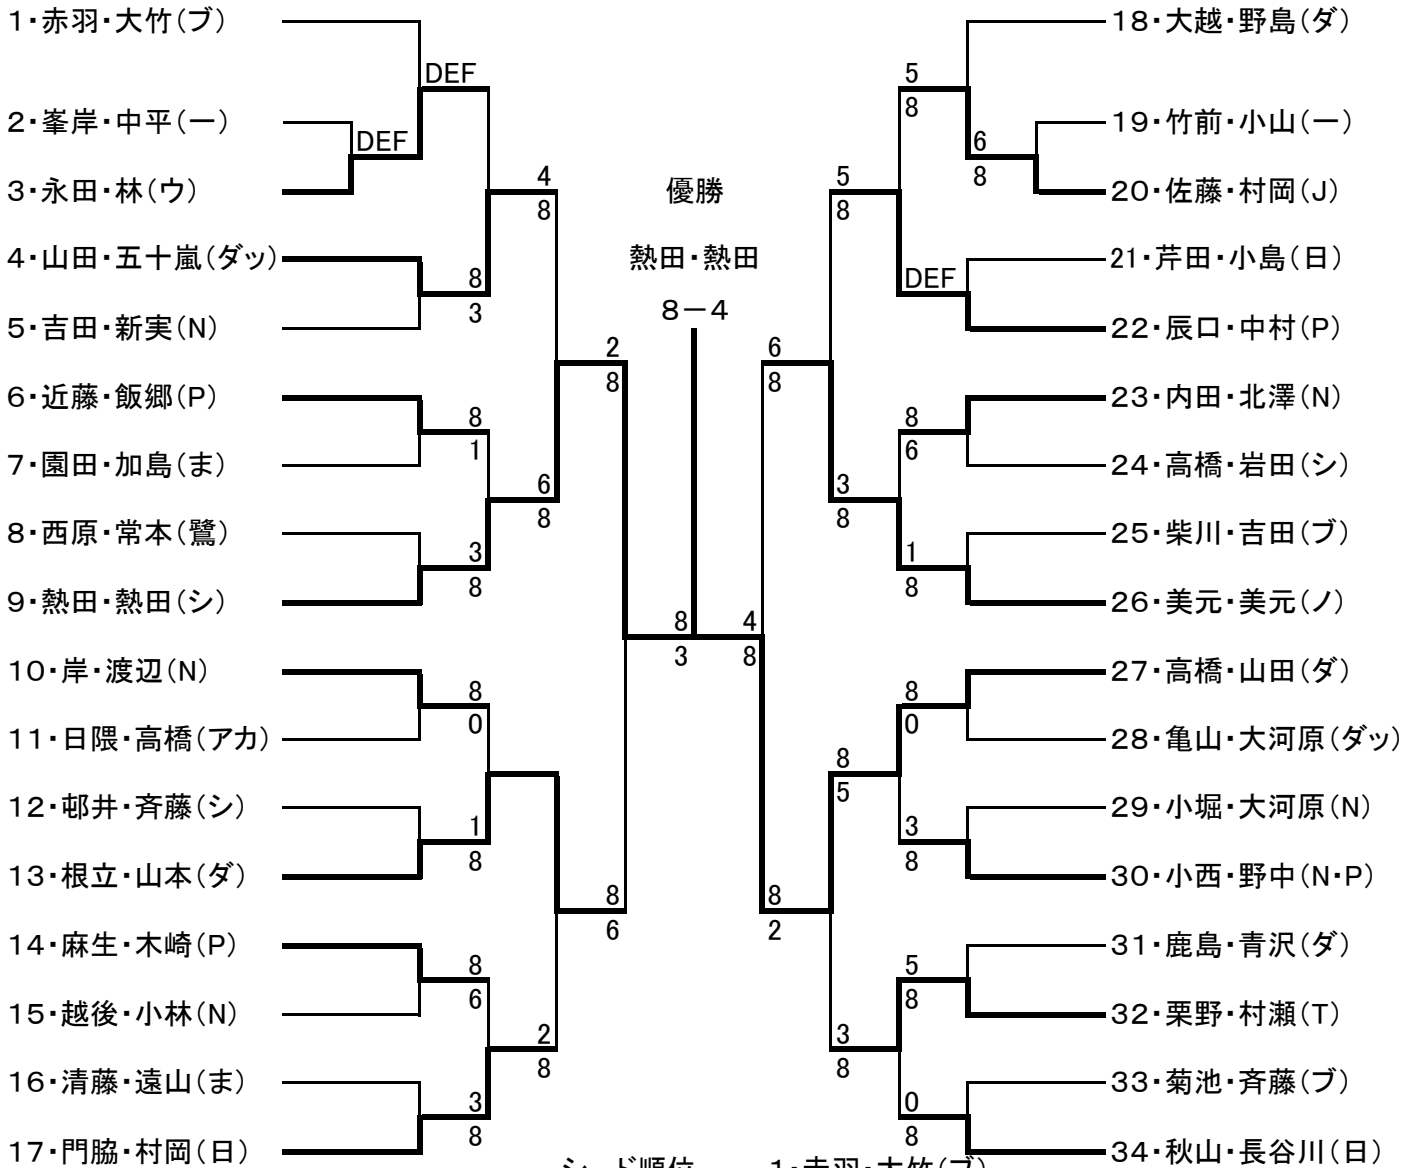 1・赤羽・大竹(ブ)
DEF
2・峯岸・中平(一)
DEF
3・永田・林(ウ)
4
8
4・山田・五十嵐(ダッ)
8
3
5・吉田・新実(N)
2
8
6・近藤・飯郷(P)
8
1
7・園田・加島(ま)
6
8
8・西原・常本(鷺)
3
8
9・熱田・熱田(シ)
8
3
10・岸・渡辺(N)
8
0
11・日隈・高橋(アカ)
12・邨井・斉藤(シ)
1
8
13・根立・山本(ダ)
8
6
14・麻生・木崎(P)
8
6
15・越後・小林(N)
2
8
16・清藤・遠山(ま)
3
8
17・門脇・村岡(日)
優勝
熱田・熱田
8－4
18・大越・野島(ダ)
5
8
19・竹前・小山(一)
6
8
20・佐藤・村岡(J)
5
8
21・芹田・小島(日)
DEF
22・辰口・中村(P)
6
8
23・内田・北澤(N)
8
6
24・高橋・岩田(シ)
3
8
25・柴川・吉田(ブ)
1
8
26・美元・美元(ノ)
4
8
27・高橋・山田(ダ)
8
0
28・亀山・大河原(ダッ)
8
5
29・小堀・大河原(N)
3
8
30・小西・野中(N・P)
8
2
31・鹿島・青沢(ダ)
5
8
32・栗野・村瀬(T)
3
8
33・菊池・斉藤(ブ)
0
8
34・秋山・長谷川(日)
シード順位 1・赤羽・大竹(ブ)